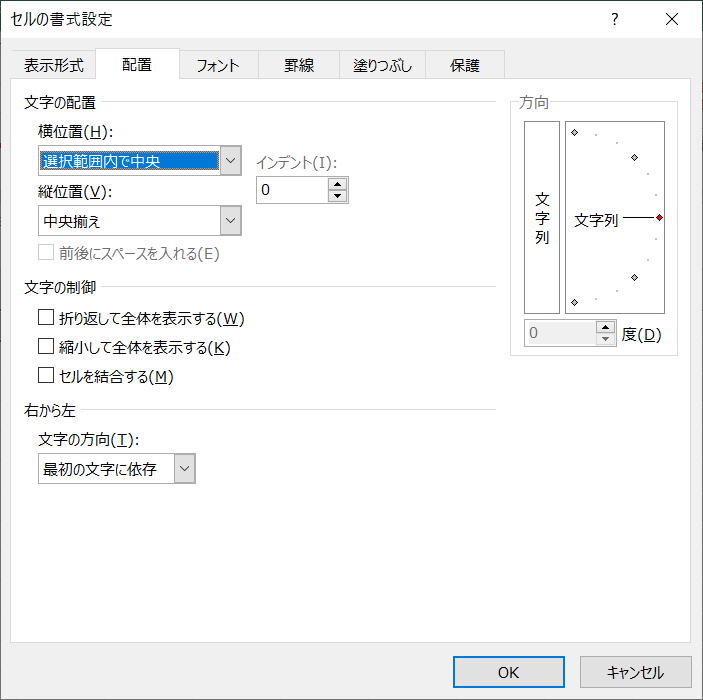 セルの書式設定
?
表示形式 配置 フォント 罫線 塗りつぶし 保護
文字の配置
横位置(H):
選択範囲内で中央
インデント(I):
0
縦位置(V):
中央揃え
前後にスペースを入れる(E)
文字の制御
折り返して全体を表示する(W)
縮小して全体を表示する(K)
セルを結合する(M)
右から左
文字の方向(T):
最初の文字に依存
方向
文字列
文字列
0 度(D)
OK キャンセル